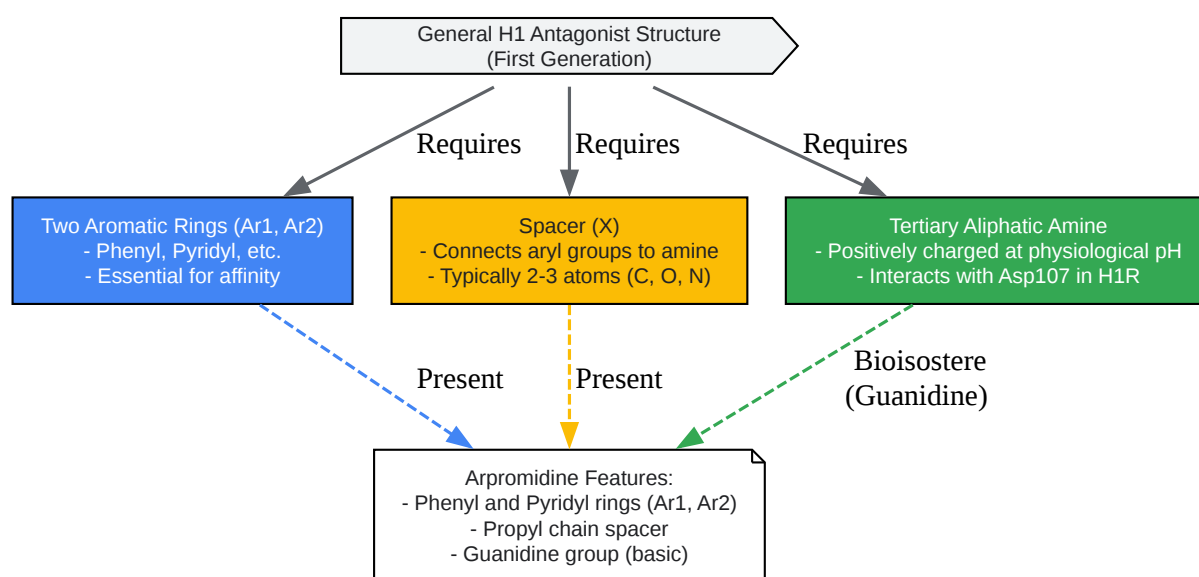 General H1 Antagonist Structure
(First Generation)
Requires
Requires
Requires
Two Aromatic Rings (Ar1, Ar2)
- Phenyl, Pyridyl, etc.
- Essential for affinity
Spacer (X)
- Connects aryl groups to amine
- Typically 2-3 atoms (C, O, N)
Tertiary Aliphatic Amine
- Positively charged at physiological pH
- Interacts with Asp107 in H1R
Present
Present
Bioisostere
(Guanidine)
Arpromidine Features:
- Phenyl and Pyridyl rings (Ar1, Ar2)
- Propyl chain spacer
- Guanidine group (basic)